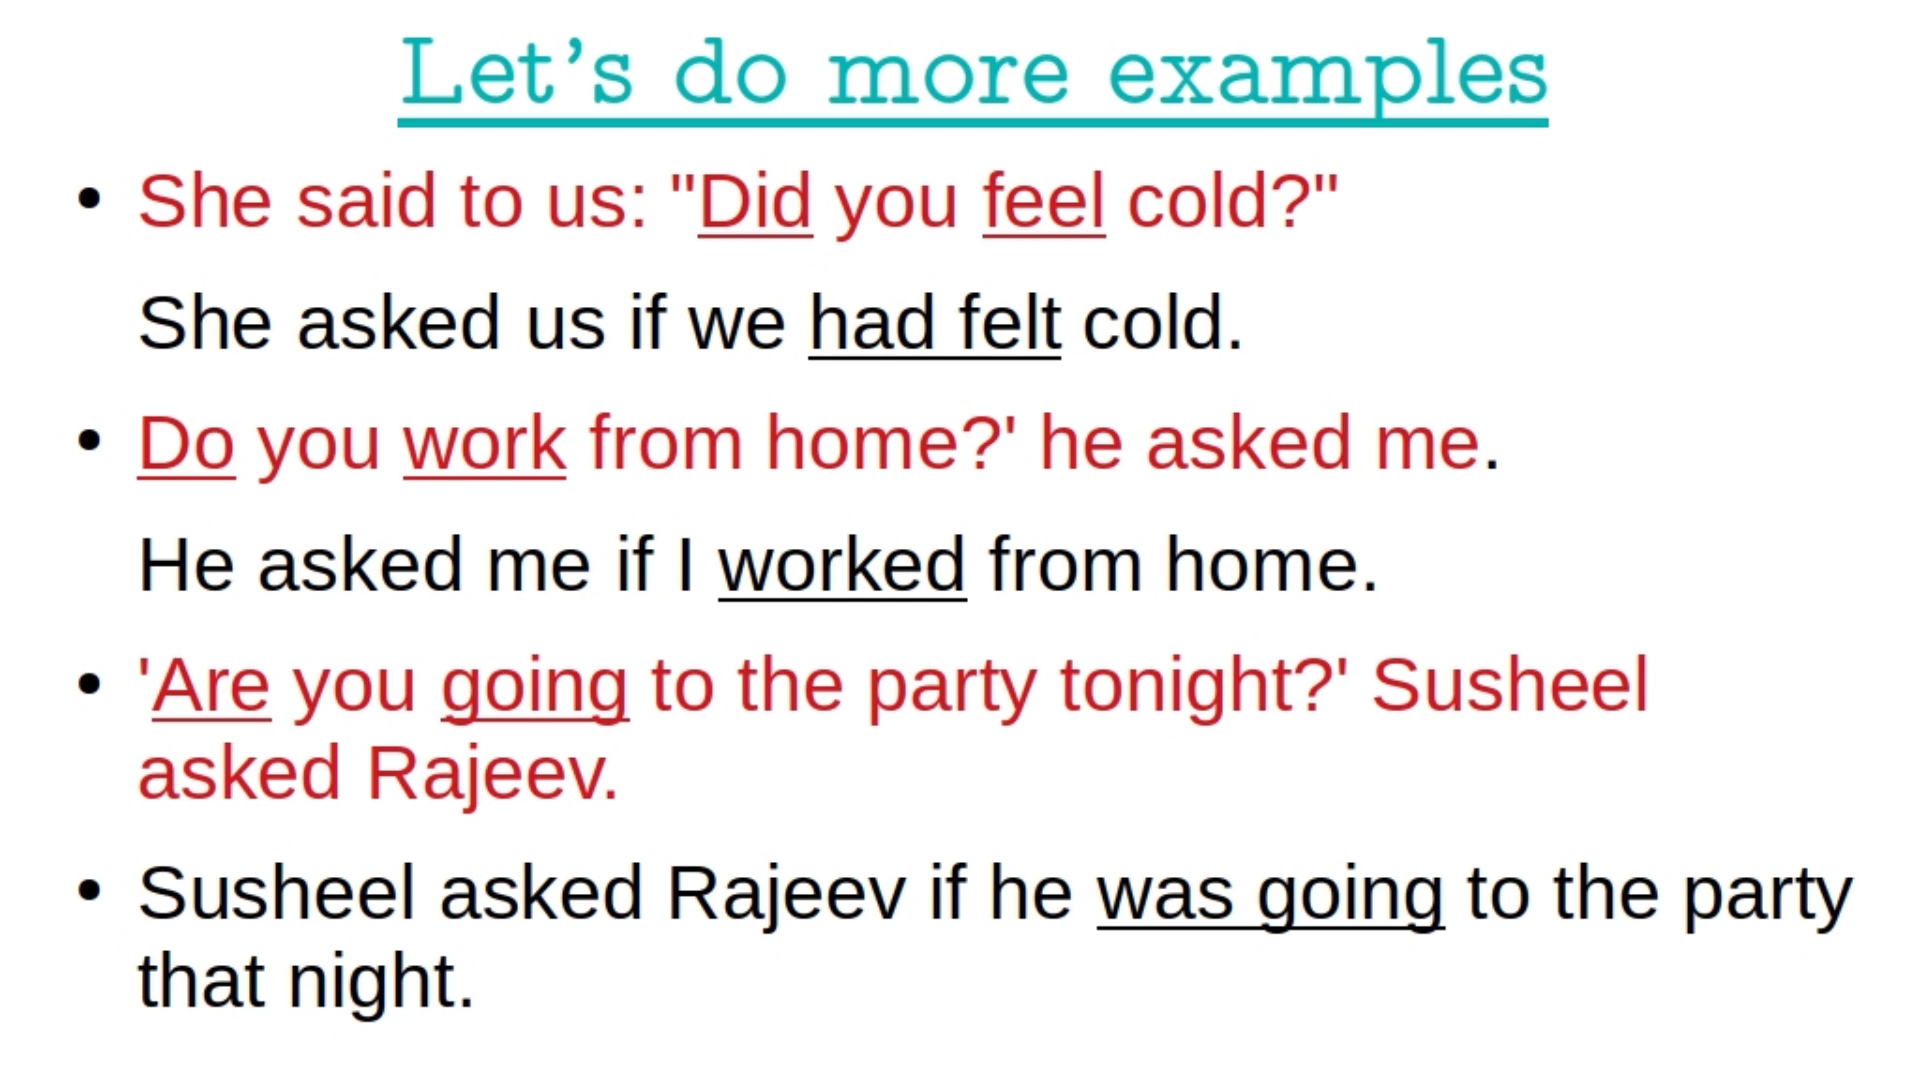 Let’s do more examples
• She said to us: "Did you feel cold?"
She asked us if we had felt cold.
• Do you work from home?' he asked me.
He asked me if I worked from home.
• 'Are you going to the party tonight?' Susheel
asked Rajeev.
• Susheel asked Rajeev if he was going to the party
that night.